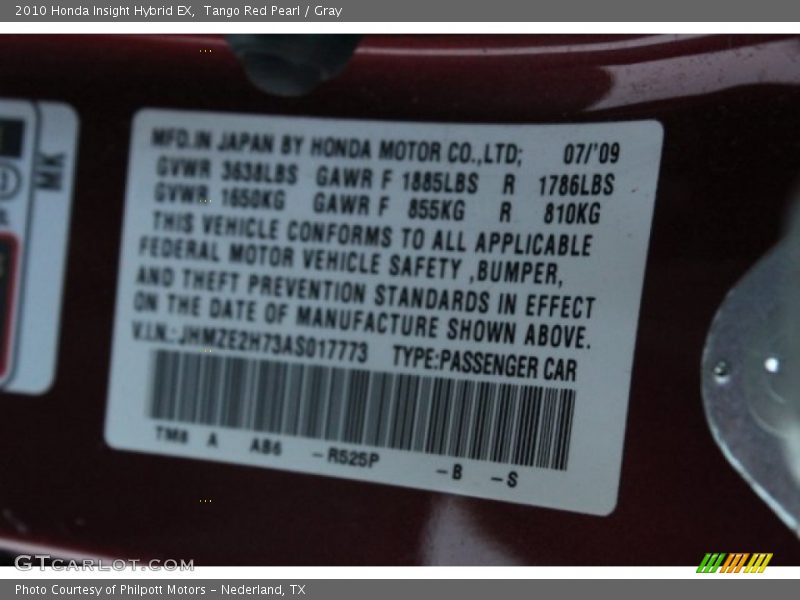 2010 Honda Insight Hybrid EX, Tango Red Pearl / Gray
MK
MFD.IN JAPAN BY HONDA MOTOR CO.,LTD; 07/'09
GVWR 3638LBS GAWR F 1885LBS R 1786LBS
GVWR 1650KG GAWR F 855KG R 810KG
THIS VEHICLE CONFORMS TO ALL APPLICABLE
FEDERAL MOTOR VEHICLE SAFETY ,BUMPER,
AND THEFT PREVENTION STANDARDS IN EFFECT
ON THE DATE OF MANUFACTURE SHOWN ABOVE.
V.I.N.:JHMZE2H73AS017773 TYPE:PASSENGER CAR
TM8 A AB6 -R525P -B -S
GTCARLOT.COM
Photo Courtesy of Philpott Motors - Nederland, TX